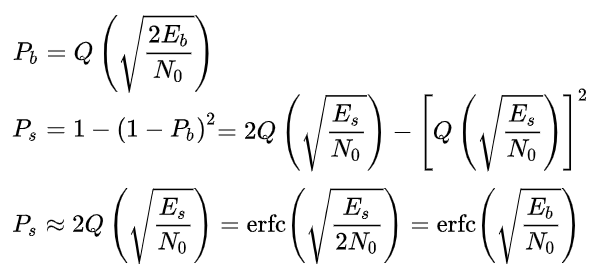 P_b = Q(√(2E_b/N_0))
P_s = 1 − (1 − P_b)^2 = 2Q(√(E_s/N_0)) − [Q(√(E_s/N_0))]^2
P_s ≈ 2Q(√(E_s/N_0)) = erfc(√(E_s/2N_0)) = erfc(√(E_b/N_0))